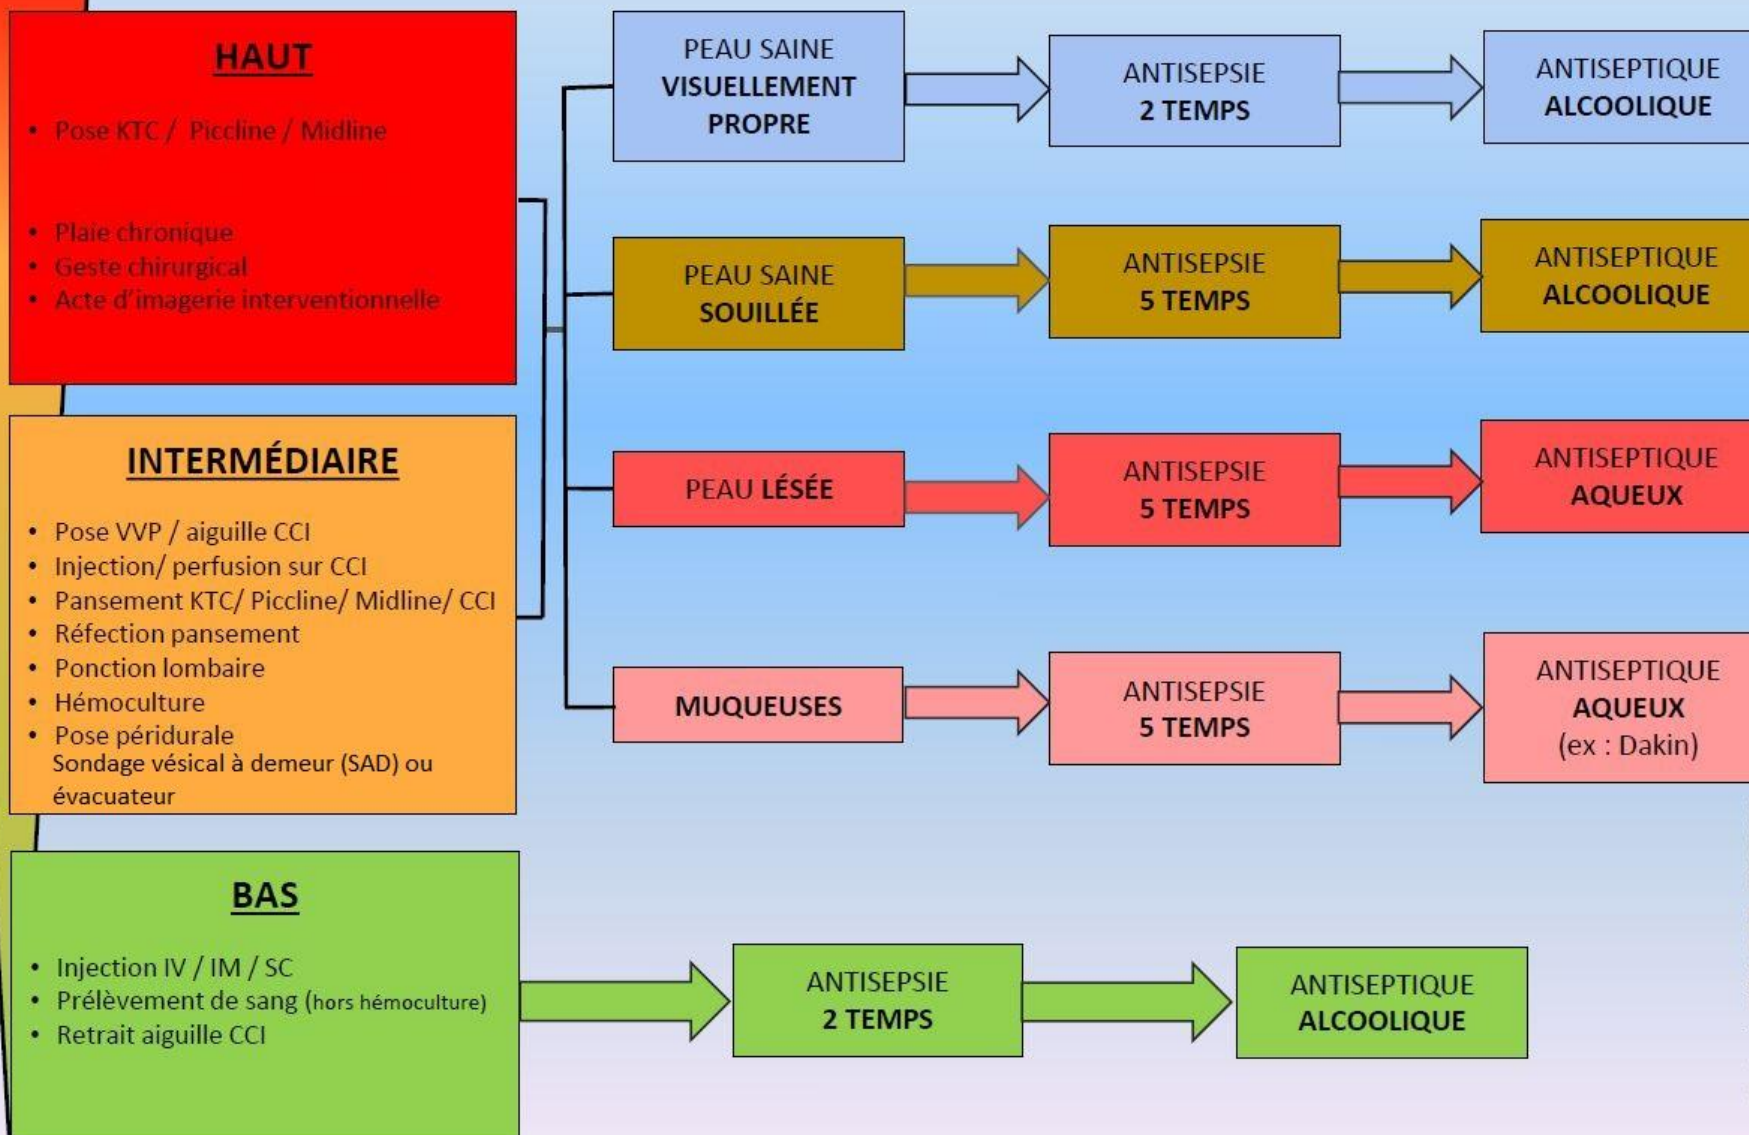 HAUT
• Pose KTC / Piccline / Midline
• Plaie chronique
• Geste chirurgical
• Acte d'imagerie interventionnelle
INTERMÉDIAIRE
• Pose VVP / aiguille CCI
• Injection/ perfusion sur CCI
• Pansement KTC/ Piccline/ Midline/ CCI
• Réfection pansement
• Ponction lombaire
• Hémoculture
• Pose péridurale
Sondage vésical à demeur (SAD) ou
évacuateur
PEAU SAINE
VISUELLEMENT
PROPRE
ANTISEPSIE
2 TEMPS
ANTISEPTIQUE
ALCOOLIQUE
PEAU SAINE
SOUILLÉE
ANTISEPSIE
5 TEMPS
ANTISEPTIQUE
ALCOOLIQUE
PEAU LÉSÉE
ANTISEPSIE
5 TEMPS
ANTISEPTIQUE
AQUEUX
MUQUEUSES
ANTISEPSIE
5 TEMPS
ANTISEPTIQUE
AQUEUX
(ex : Dakin)
BAS
• Injection IV / IM / SC
• Prélèvement de sang (hors hémoculture)
• Retrait aiguille CCI
ANTISEPSIE
2 TEMPS
ANTISEPTIQUE
ALCOOLIQUE